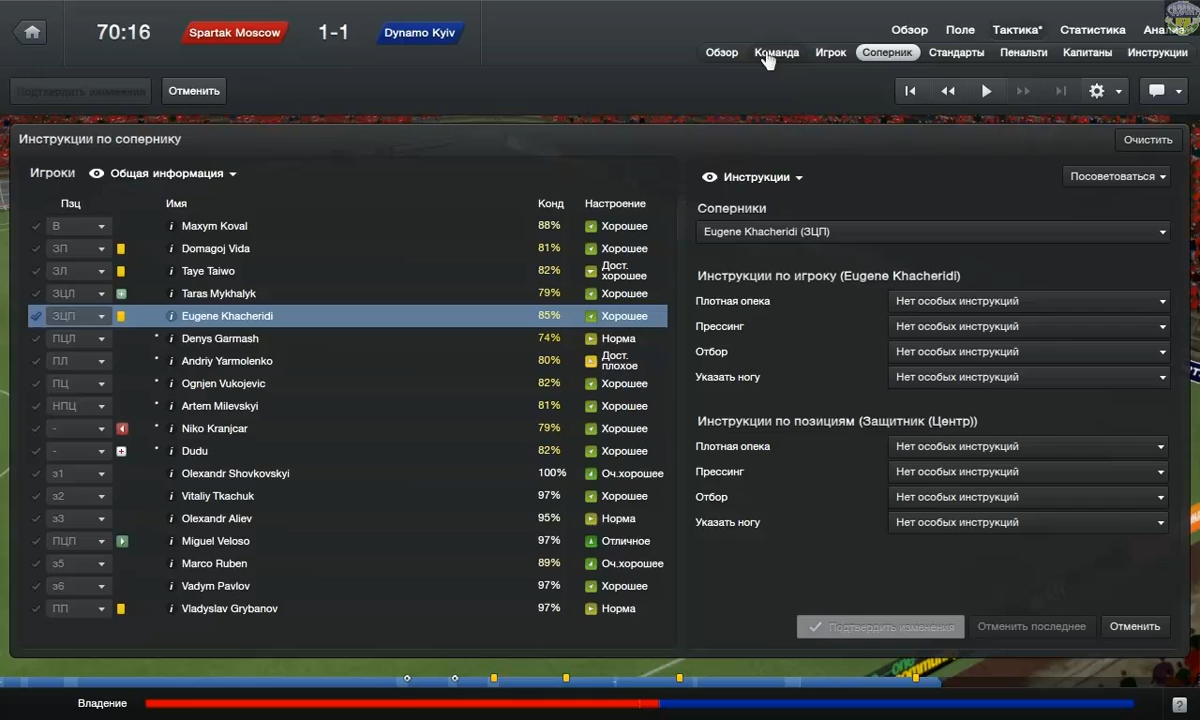 70:16 Spartak Moscow 1-1 Dynamo Kyiv
Обзор Поле Тактика* Статистика Анализ
Обзор Команда Игрок Соперник Стандарты Пенальти Капитаны Инструкции
Подтвердить изменения Отменить
Инструкции по сопернику Очистить
Игроки Общая информация
Пзц Имя Конд Настроение
В i Maxym Koval 88% Хорошее
ЗП i Domagoj Vida 81% Хорошее
ЗЛ i Taye Taiwo 82% Дост. хорошее
ЗЦЛ i Taras Mykhalyk 79% Хорошее
ЗЦП i Eugene Khacheridi 85% Хорошее
ПЦЛ i Denys Garmash 74% Норма
ПЛ i Andriy Yarmolenko 80% Дост. плохое
ПЦ i Ognjen Vukojevic 82% Хорошее
НПЦ i Artem Milevskyi 81% Хорошее
- i Niko Kranjcar 79% Хорошее
- i Dudu 82% Хорошее
з1 i Olexandr Shovkovskyi 100% Оч.хорошее
з2 i Vitaliy Tkachuk 97% Хорошее
з3 i Olexandr Aliev 95% Норма
ПЦП i Miguel Veloso 97% Отличное
з5 i Marco Ruben 89% Оч.хорошее
з6 i Vadym Pavlov 97% Хорошее
ПП i Vladyslav Grybanov 97% Норма
Инструкции Посоветоваться
Соперники
Eugene Khacheridi (ЗЦП)
Инструкции по игроку (Eugene Khacheridi)
Плотная опека Нет особых инструкций
Прессинг Нет особых инструкций
Отбор Нет особых инструкций
Указать ногу Нет особых инструкций
Инструкции по позициям (Защитник (Центр))
Плотная опека Нет особых инструкций
Прессинг Нет особых инструкций
Отбор Нет особых инструкций
Указать ногу Нет особых инструкций
Подтвердить изменения Отменить последнее Отменить
Владение ?